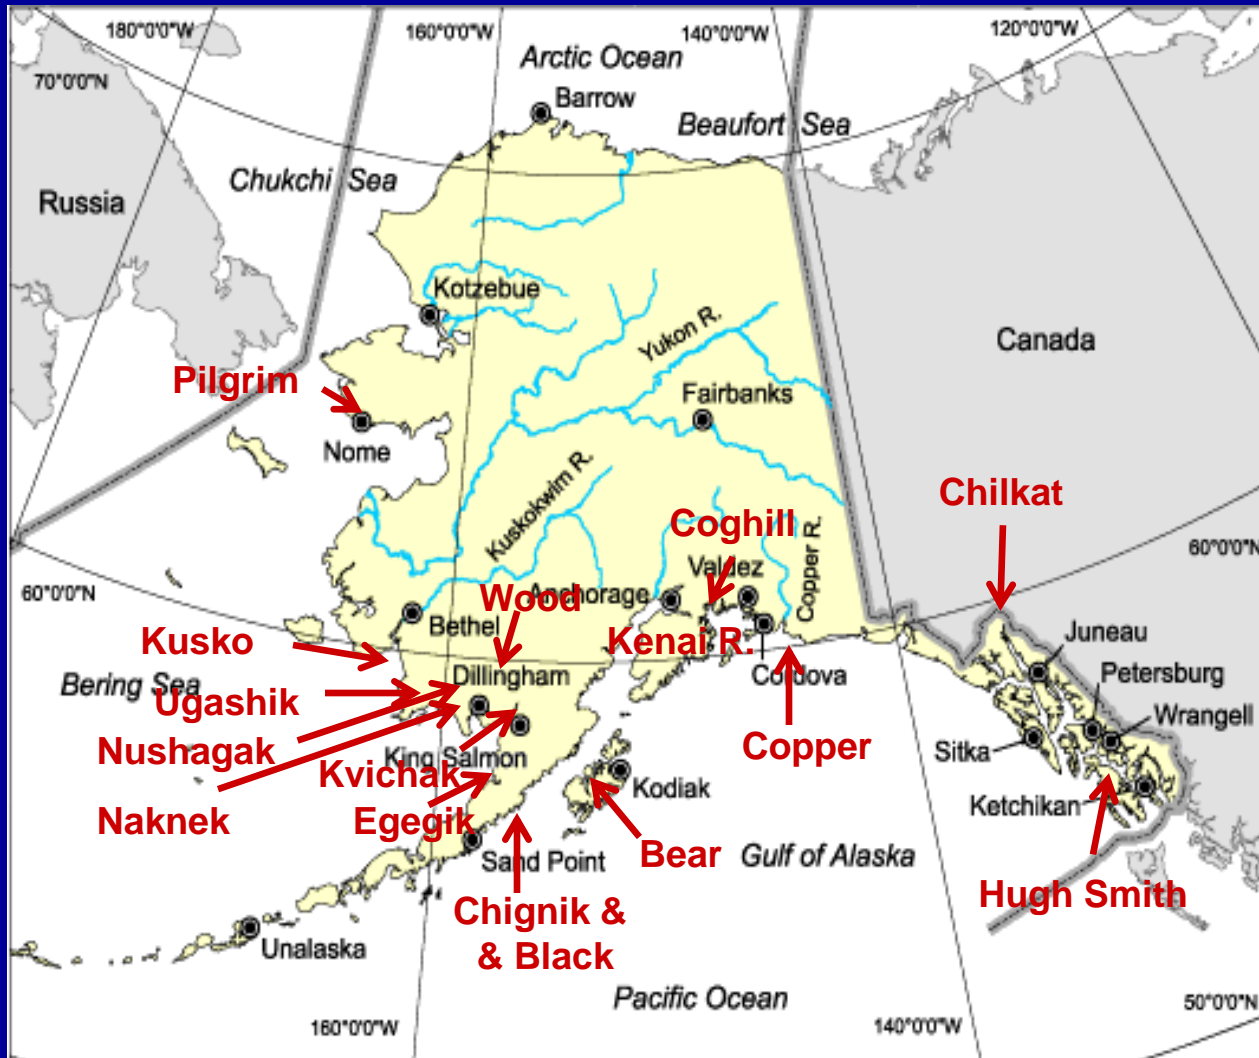 180°0'0"W
160°0'0"W
140°0'0"W
120°0'0"W
Arctic Ocean
70°0'0"N
Barrow
Beaufort Sea
Chukchi Sea
Russia
Kotzebue
Yukon R.
Canada
Pilgrim
Fairbanks
Nome
Kuskokwim R.
Chilkat
Coghill
Copper R.
60°0'0"N
Valdez
60°0'0"N
Wood
Anchorage
Bethel
Kusko
Kenai R.
Juneau
Bering Sea
Dillingham
Cordova
Petersburg
Ugashik
Wrangell
Nushagak
King Salmon
Copper
Sitka
Kvichak
Kodiak
Ketchikan
Naknek
Egegik
Sand Point
Bear
Gulf of Alaska
Hugh Smith
Chignik &
& Black
Unalaska
Pacific Ocean
50°0'0"N
160°0'0"W
140°0'0"W